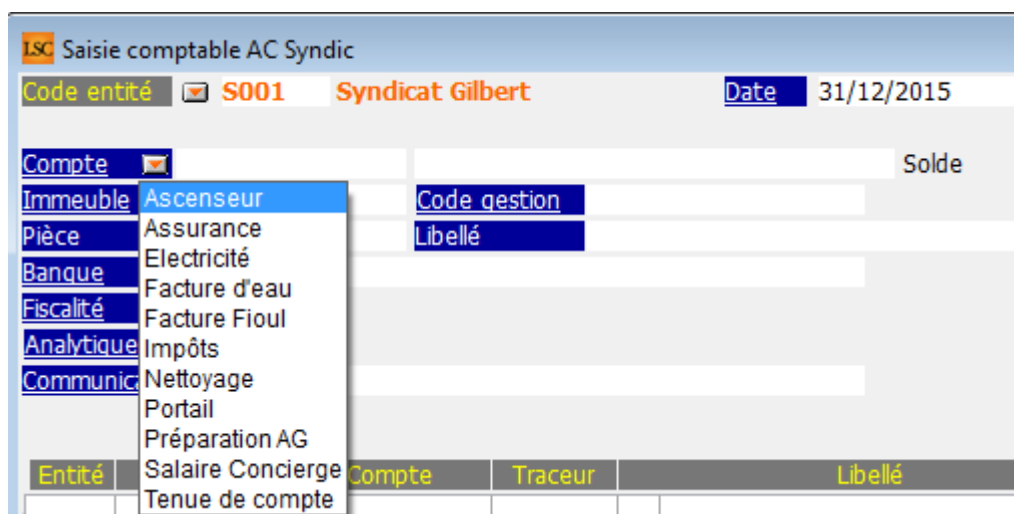 LSC Saisie comptable AC Syndic
Code entité S001 Syndicat Gilbert Date 31/12/2015
Compte Solde
Immeuble Ascenseur Code gestion
Pièce Assurance Libellé
Electricité
Banque Facture d'eau
Fiscalité Facture Fioul
Analytique Impôts
Communica Nettoyage
Portail
Préparation AG
Entité Salaire Concierge Compte Traceur Libellé
Tenue de compte